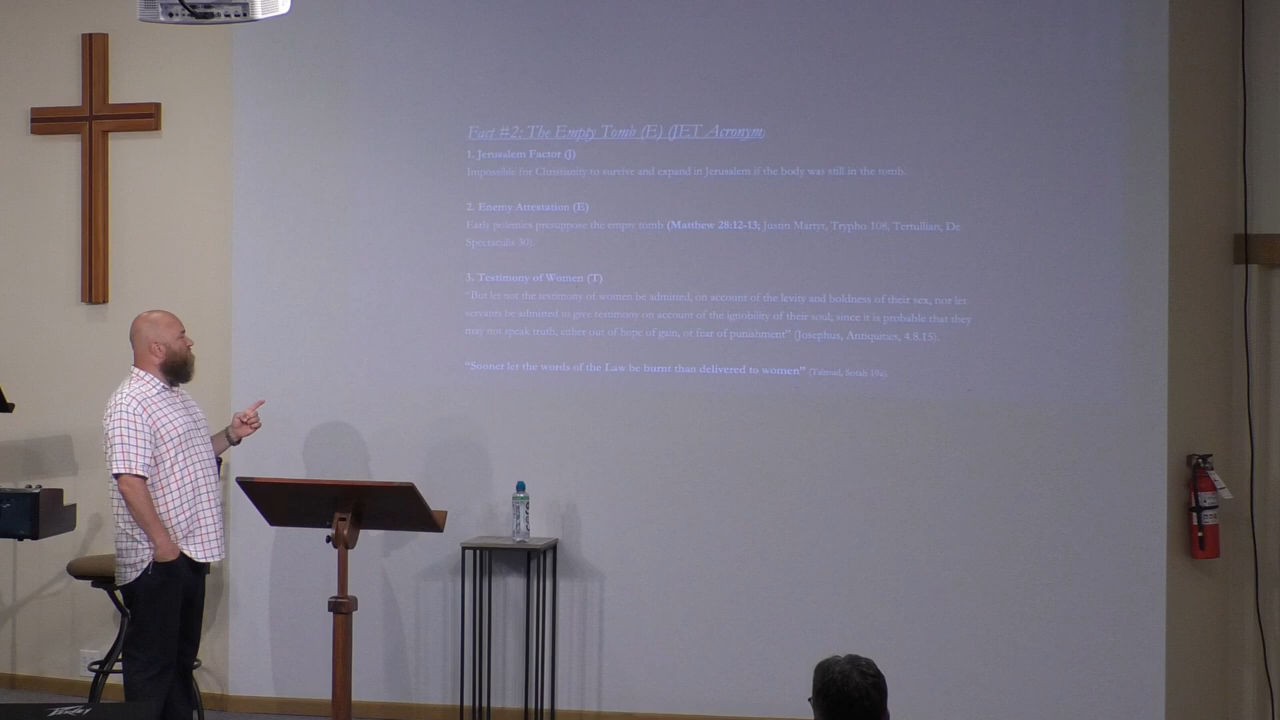 Fact #2: The Empty Tomb (E) (JET Acronym)
1. Jerusalem Factor (J)
Impossible for Christianity to survive and expand in Jerusalem if the body was still in the tomb.
2. Enemy Attestation (E)
Early polemics presuppose the empty tomb (Matthew 28:12-13; Justin Martyr, Trypho 108; Tertullian, De
Spectaculis 30).
3. Testimony of Women (T)
"But let not the testimony of women be admitted, on account of the levity and boldness of their sex, nor let
servants be admitted to give testimony on account of the ignobility of their soul; since it is probable that they
may not speak truth, either out of hope of gain, or fear of punishment" (Josephus, Antiquities, 4.8.15).
"Sooner let the words of the Law be burnt than delivered to women" (Talmud, Sotah 19a)
core
PEAVEY